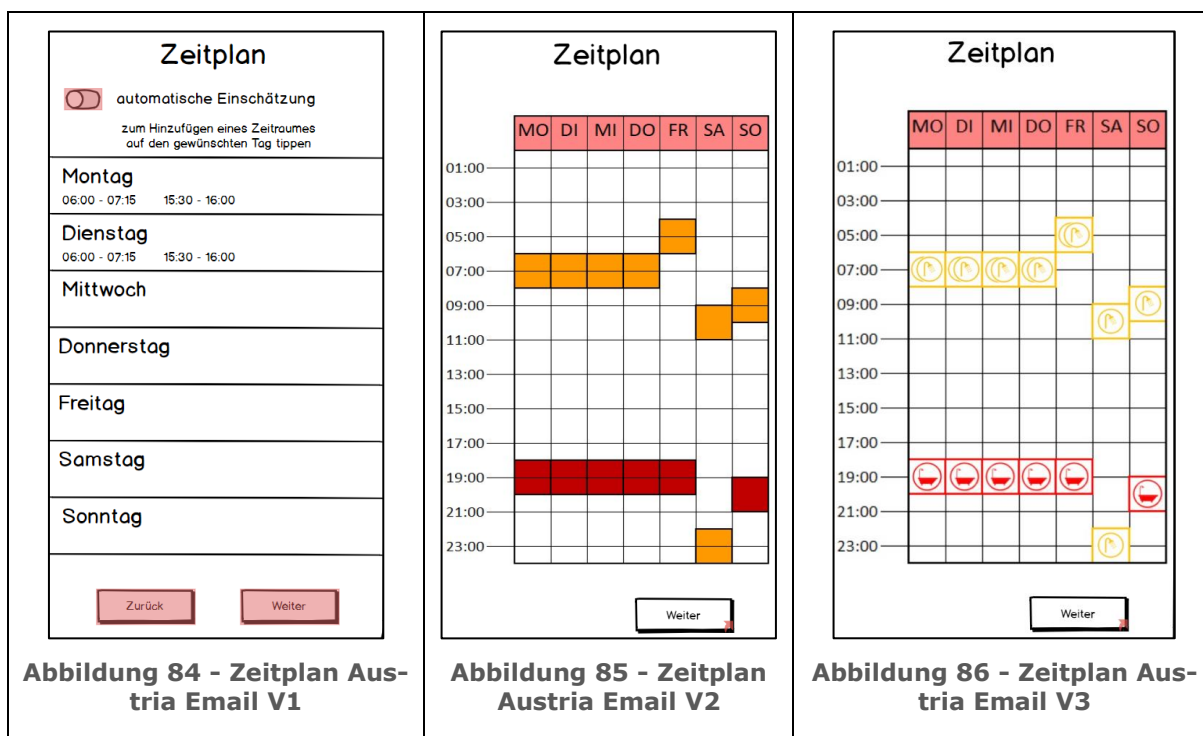 Zeitplan
automatische Einschätzung
zum Hinzufügen eines Zeitraumes
auf den gewünschten Tag tippen
Montag
06:00 - 07:15 15:30 - 16:00
Dienstag
06:00 - 07:15 15:30 - 16:00
Mittwoch
Donnerstag
Freitag
Samstag
Sonntag
Zurück Weiter
Abbildung 84 - Zeitplan Aus-
tria Email V1
Zeitplan
MO DI MI DO FR SA SO
01:00
03:00
05:00
07:00
09:00
11:00
13:00
15:00
17:00
19:00
21:00
23:00
Weiter
Abbildung 85 - Zeitplan
Austria Email V2
Zeitplan
MO DI MI DO FR SA SO
01:00
03:00
05:00
07:00
09:00
11:00
13:00
15:00
17:00
19:00
21:00
23:00
Weiter
Abbildung 86 - Zeitplan Aus-
tria Email V3